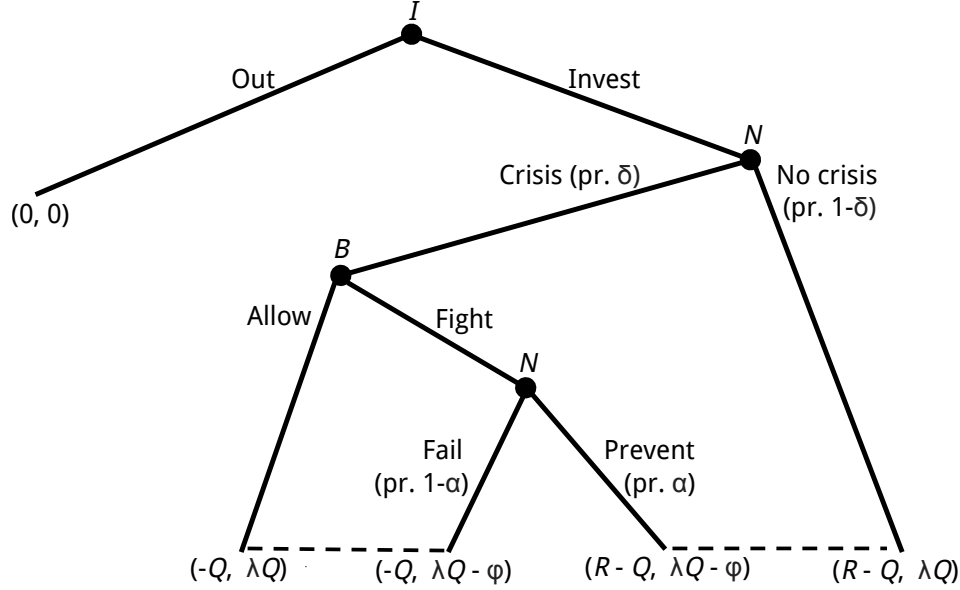 I
Out
Invest
N
Crisis (pr. δ)
No crisis
(pr. 1-δ)
(0, 0)
B
Allow
Fight
N
Fail
(pr. 1-α)
Prevent
(pr. α)
(-Q, λQ)
(-Q, λQ - φ)
(R - Q, λQ - φ)
(R - Q, λQ)